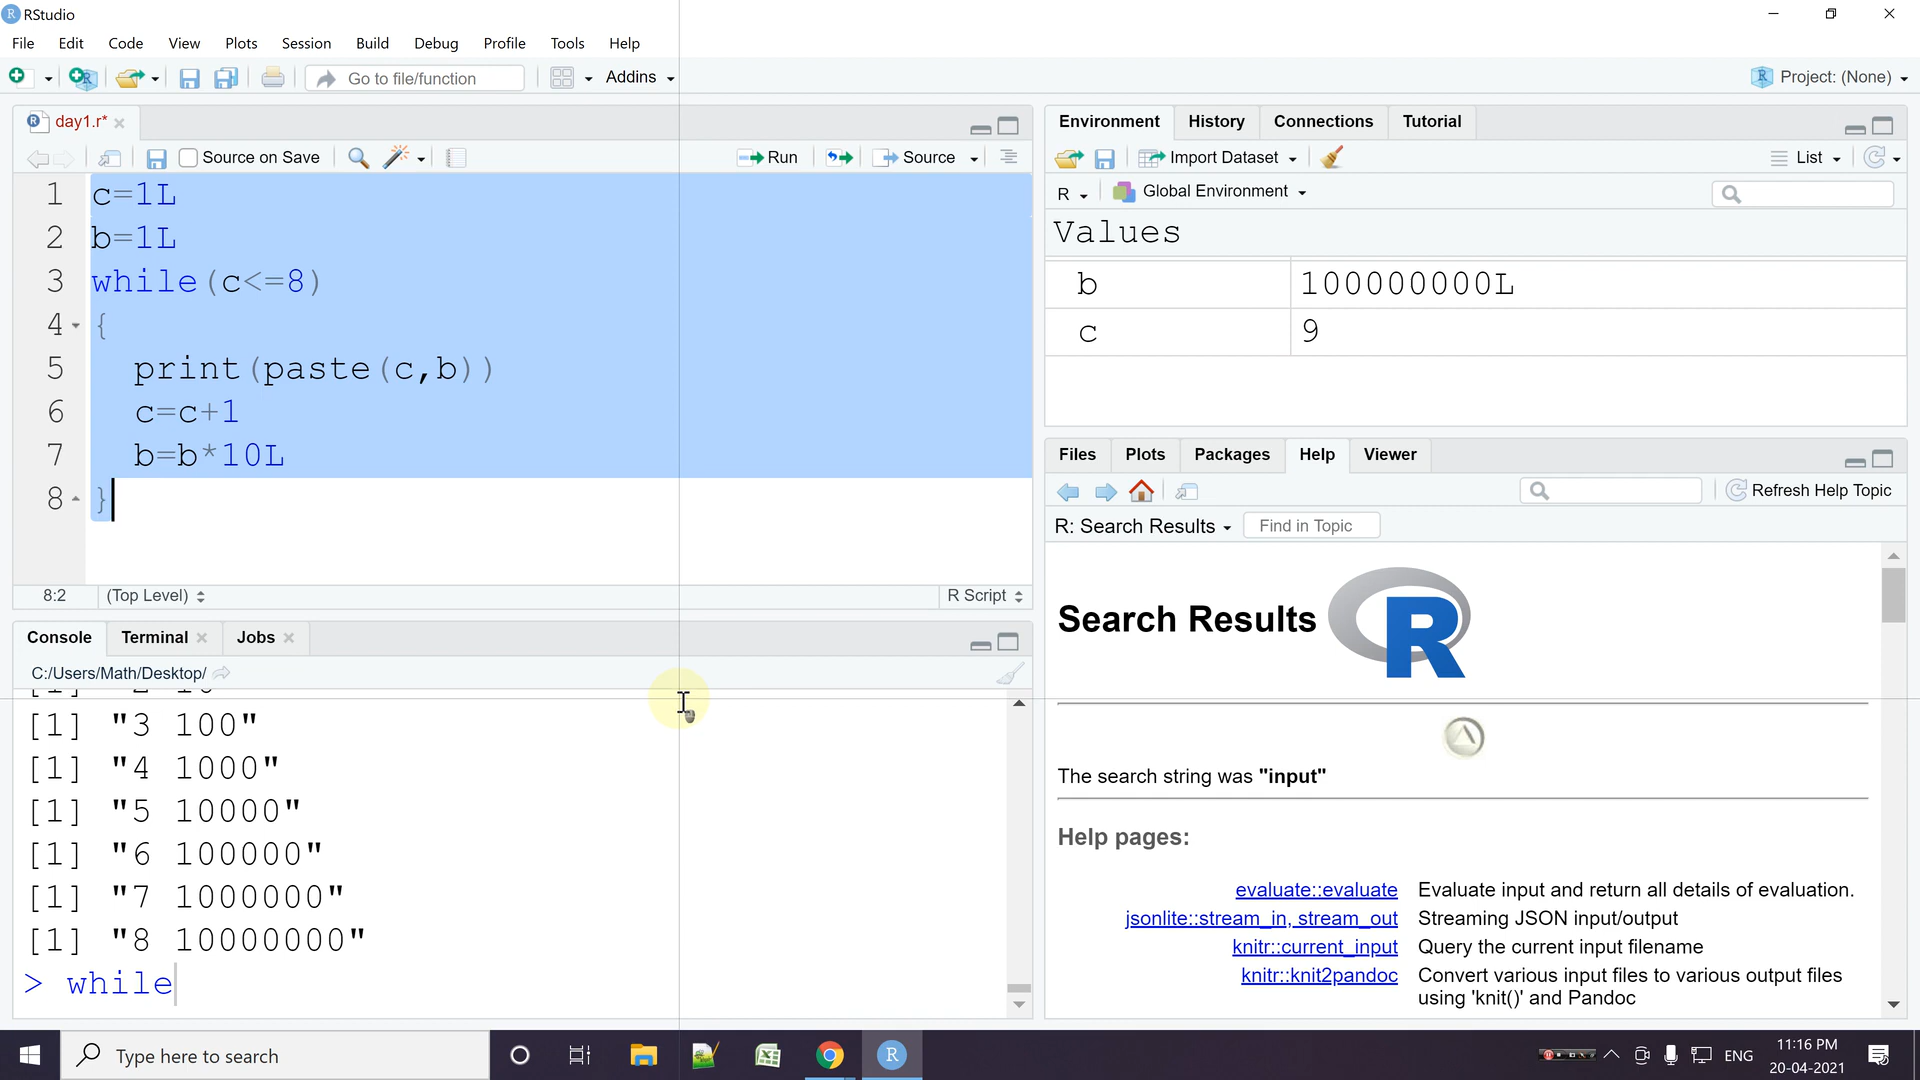 RStudio
File Edit Code View Plots Session Build Debug Profile Tools Help
Go to file/function Addins Project: (None)
day1.r*
Source on Save Run Source
1 c=1L
2 b=1L
3 while(c<=8)
4 {
5 print(paste(c,b))
6 c=c+1
7 b=b*10L
8 }
8:2 (Top Level) R Script
Console Terminal Jobs
C:/Users/Math/Desktop/
[1] "3 100"
[1] "4 1000"
[1] "5 10000"
[1] "6 100000"
[1] "7 1000000"
[1] "8 10000000"
> while
Environment History Connections Tutorial
Import Dataset List
R Global Environment
Values
b 100000000L
c 9
Files Plots Packages Help Viewer
Refresh Help Topic
R: Search Results Find in Topic
Search Results R
The search string was "input"
Help pages:
evaluate::evaluate Evaluate input and return all details of evaluation.
jsonlite::stream_in, stream_out Streaming JSON input/output
knitr::current_input Query the current input filename
knitr::knit2pandoc Convert various input files to various output files
using 'knit()' and Pandoc
Type here to search
R
ENG
11:16 PM
20-04-2021